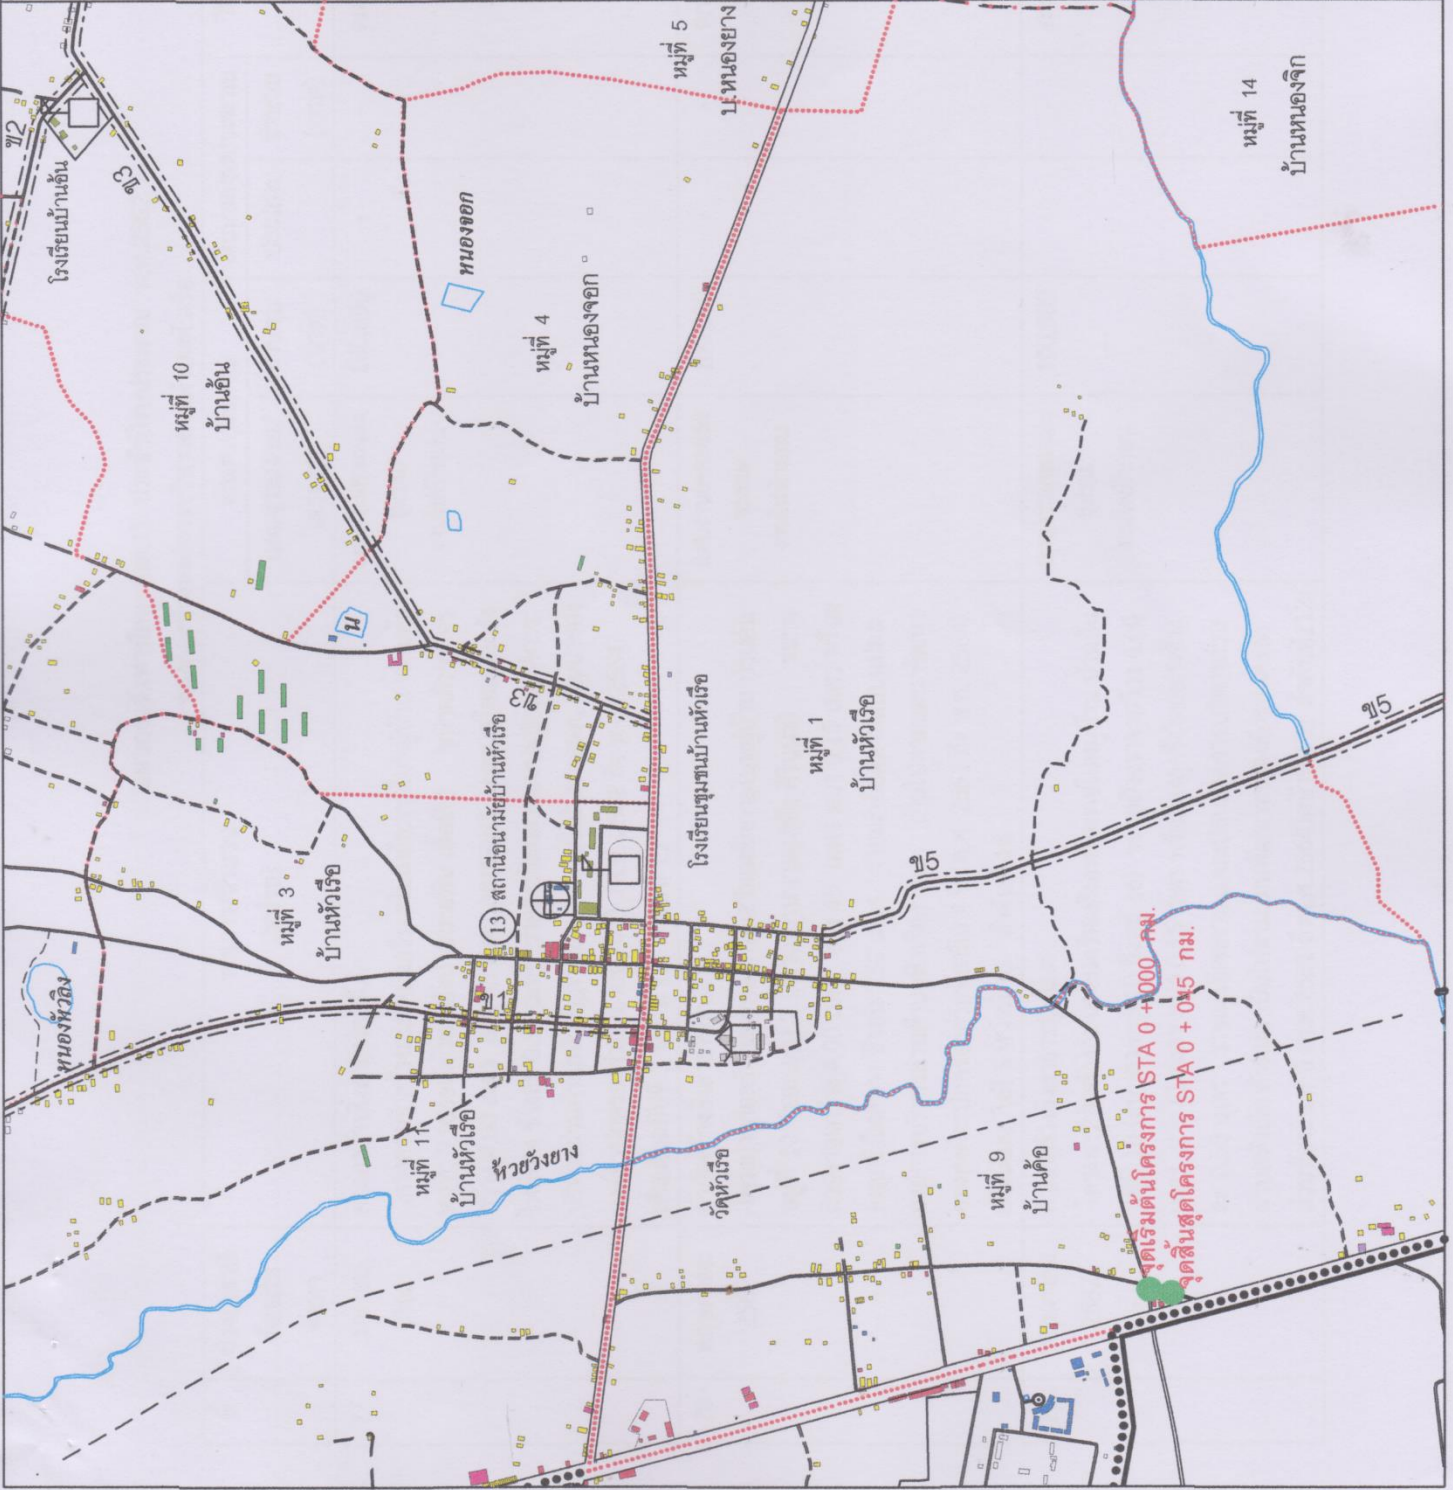 ข2
โรงเรียนบ้านอ้น
ข3
หมู่ที่ 10
บ้านอ้น
หมู่ที่ 5
บ.หนองยาง
หมู่ที่ 14
บ้านหนองจิก
หนองจอก
หมู่ที่ 4
บ้านหนองจอก
น
ข3
หมู่ที่ 3
บ้านหัวเรือ
13 สถานีอนามัยบ้านหัวเรือ
โรงเรียนชุมชนบ้านหัวเรือ
หมู่ที่ 1
บ้านหัวเรือ
ข5
ข5
หนองหัวลิง
ข1
หมู่ที่ 11
บ้านหัวเรือ
ห้วยวังยาง
วัดหัวเรือ
หมู่ที่ 9
บ้านค้อ
จุดเริ่มต้นโครงการ STA 0 +000 กม.
จุดสิ้นสุดโครงการ STA 0 + 045 กม.